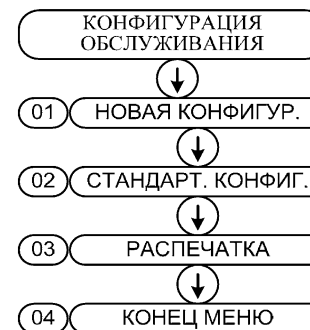 КОНФИГУРАЦИЯ
ОБСЛУЖИВАНИЯ
01 НОВАЯ КОНФИГУР.
02 СТАНДАРТ. КОНФИГ.
03 РАСПЕЧАТКА
04 КОНЕЦ МЕНЮ